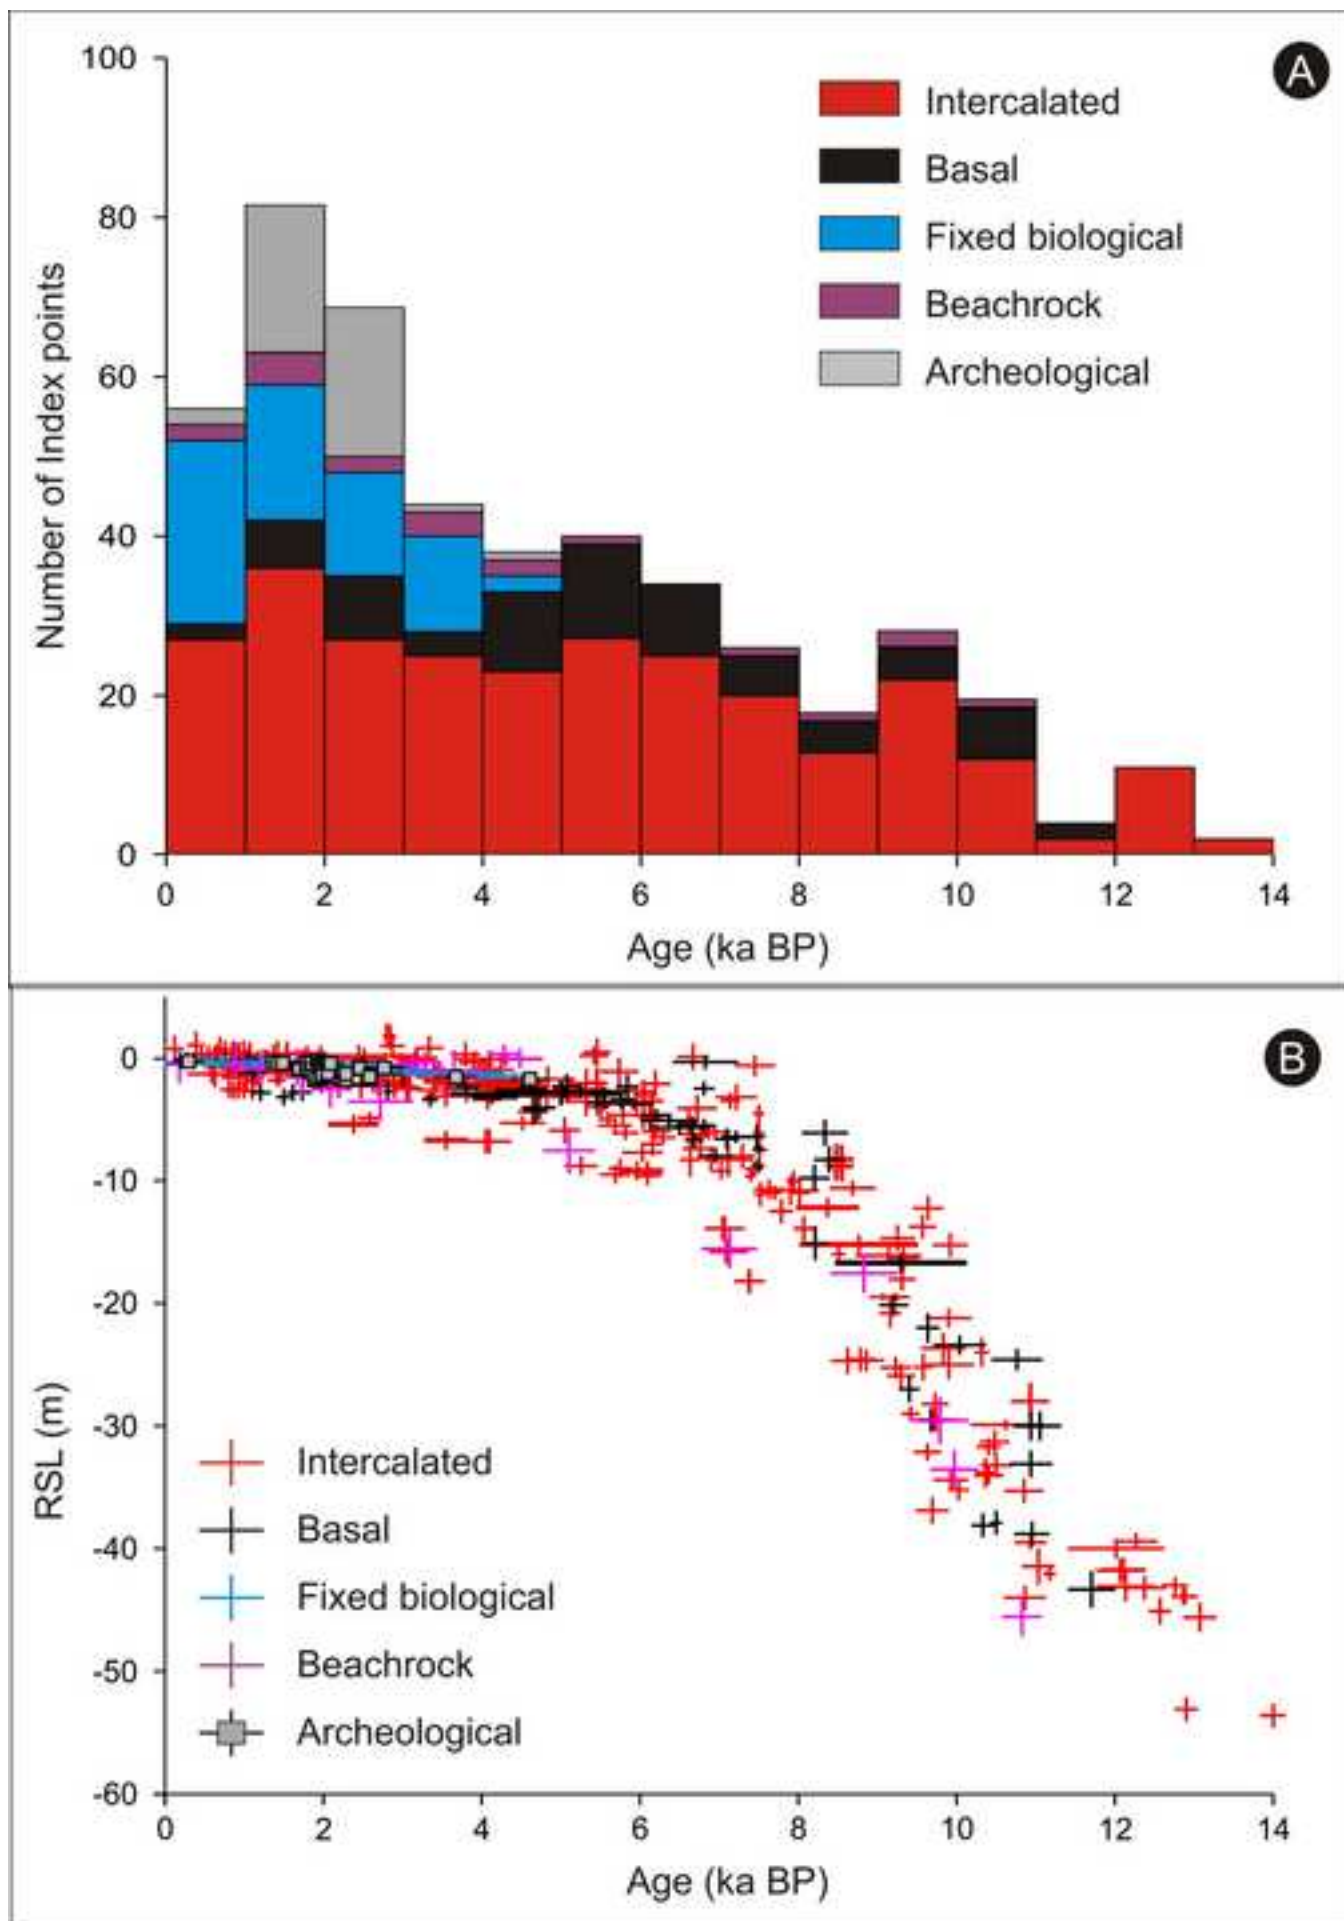 A
100
80
60
40
20
0
Number of Index points
Intercalated
Basal
Fixed biological
Beachrock
Archeological
0 2 4 6 8 10 12 14
Age (ka BP)
B
0
-10
-20
-30
-40
-50
-60
RSL (m)
Intercalated
Basal
Fixed biological
Beachrock
Archeological
0 2 4 6 8 10 12 14
Age (ka BP)